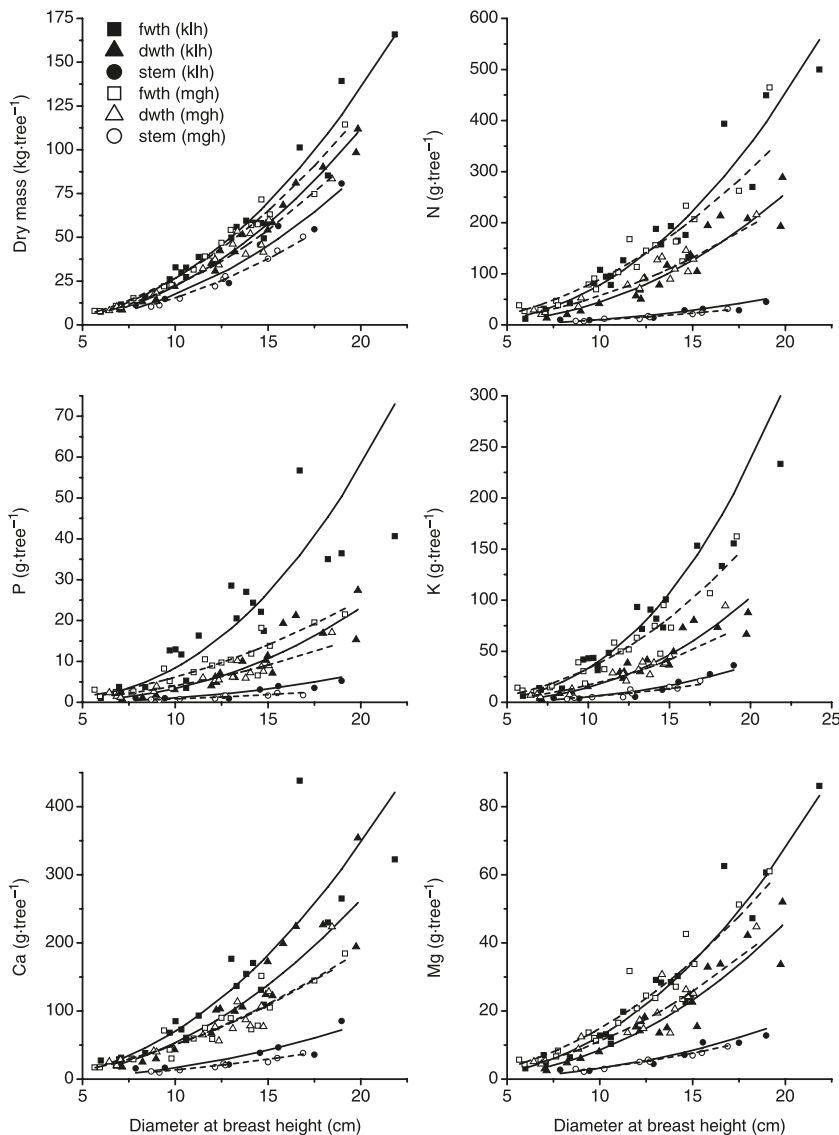 175
150
125
100
75
50
25
0
Dry mass (kg·tree⁻¹)
fwth (klh)
dwth (klh)
stem (klh)
fwth (mgh)
dwth (mgh)
stem (mgh)
5 10 15 20
600
500
400
300
200
100
0
N (g·tree⁻¹)
5 10 15 20
70
60
50
40
30
20
10
0
P (g·tree⁻¹)
5 10 15 20
300
250
200
150
100
50
0
K (g·tree⁻¹)
5 10 15 20 25
400
300
200
100
0
Ca (g·tree⁻¹)
5 10 15 20
Diameter at breast height (cm)
80
60
40
20
0
Mg (g·tree⁻¹)
5 10 15 20
Diameter at breast height (cm)